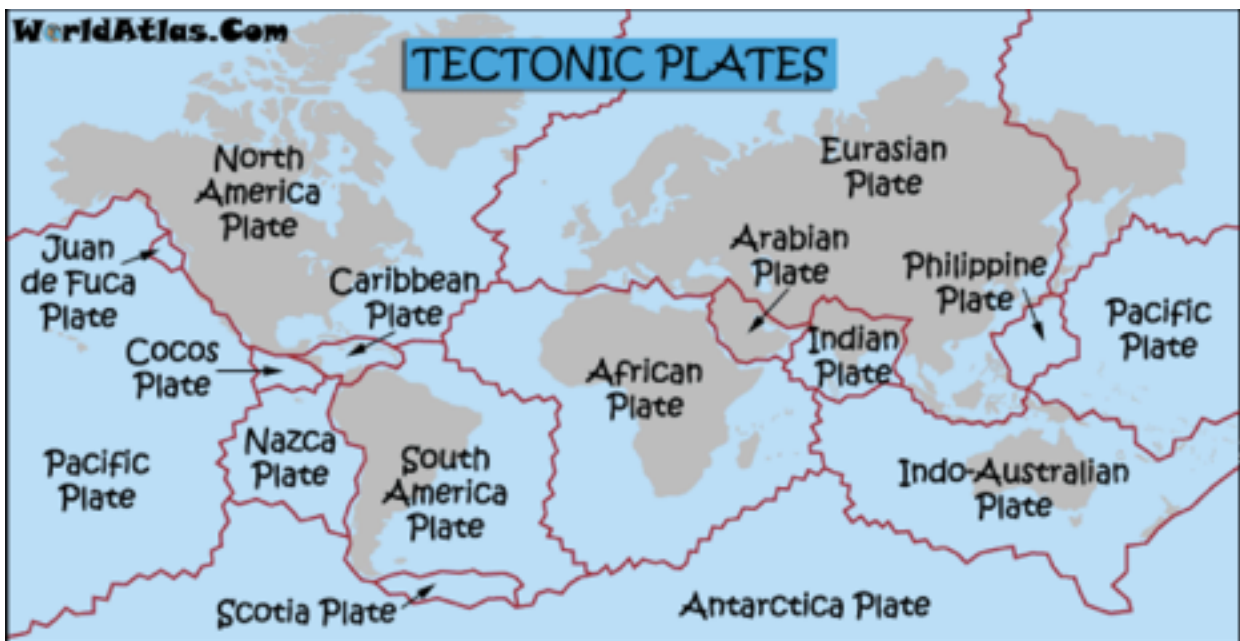 WorldAtlas.Com
TECTONIC PLATES
North
America
Plate
Eurasian
Plate
Juan
de Fuca
Plate
Caribbean
Plate
Arabian
Plate
Philippine
Plate
Pacific
Plate
Cocos
Plate
Indian
Plate
African
Plate
Nazca
Plate
Pacific
Plate
South
America
Plate
Indo-Australian
Plate
Scotia Plate
Antarctica Plate